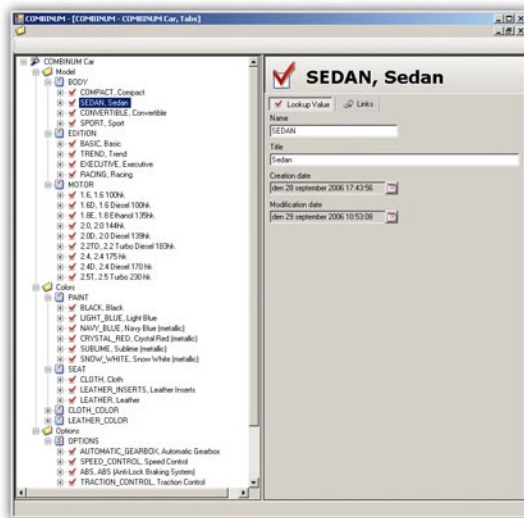 COMBINUM - [COMBINUM - COMBINUM Car, Tabs]
COMBINUM Car
Model
BODY
COMPACT, Compact
SEDAN, Sedan
CONVERTIBLE, Convertible
SPORT, Sport
EDITION
BASIC, Basic
TREND, Trend
EXECUTIVE, Executive
RACING, Racing
MOTOR
1.6, 1.6 100hk.
1.6D, 1.6 Diesel 100hk.
1.8E, 1.8 Ethanol 135hk.
2.0, 2.0 144hk.
2.0D, 2.0 Diesel 139hk.
2.2TD, 2.2 Turbo Diesel 183hk.
2.4, 2.4 175 hk.
2.4D, 2.4 Diesel 170 hk.
2.5T, 2.5 Turbo 230 hk.
Colors
PAINT
BLACK, Black
LIGHT_BLUE, Light Blue
NAVY_BLUE, Navy Blue (metallic)
CRYSTAL_RED, Crystal Red (metallic)
SUBLIME, Sublime (metallic)
SNOW_WHITE, Snow White (metallic)
SEAT
CLOTH, Cloth
LEATHER_INSERTS, Leather Inserts
LEATHER, Leather
CLOTH_COLOR
LEATHER_COLOR
Options
OPTIONS
AUTOMATIC_GEARBOX, Automatic Gearbox
SPEED_CONTROL, Speed Control
ABS, ABS (Anti-Lock Braking System)
TRACTION_CONTROL, Traction Control
SEDAN, Sedan
Lookup Value Links
Name
SEDAN
Title
Sedan
Creation date
den 28 september 2006 17:43:56
Modification date
den 29 september 2006 10:53:08